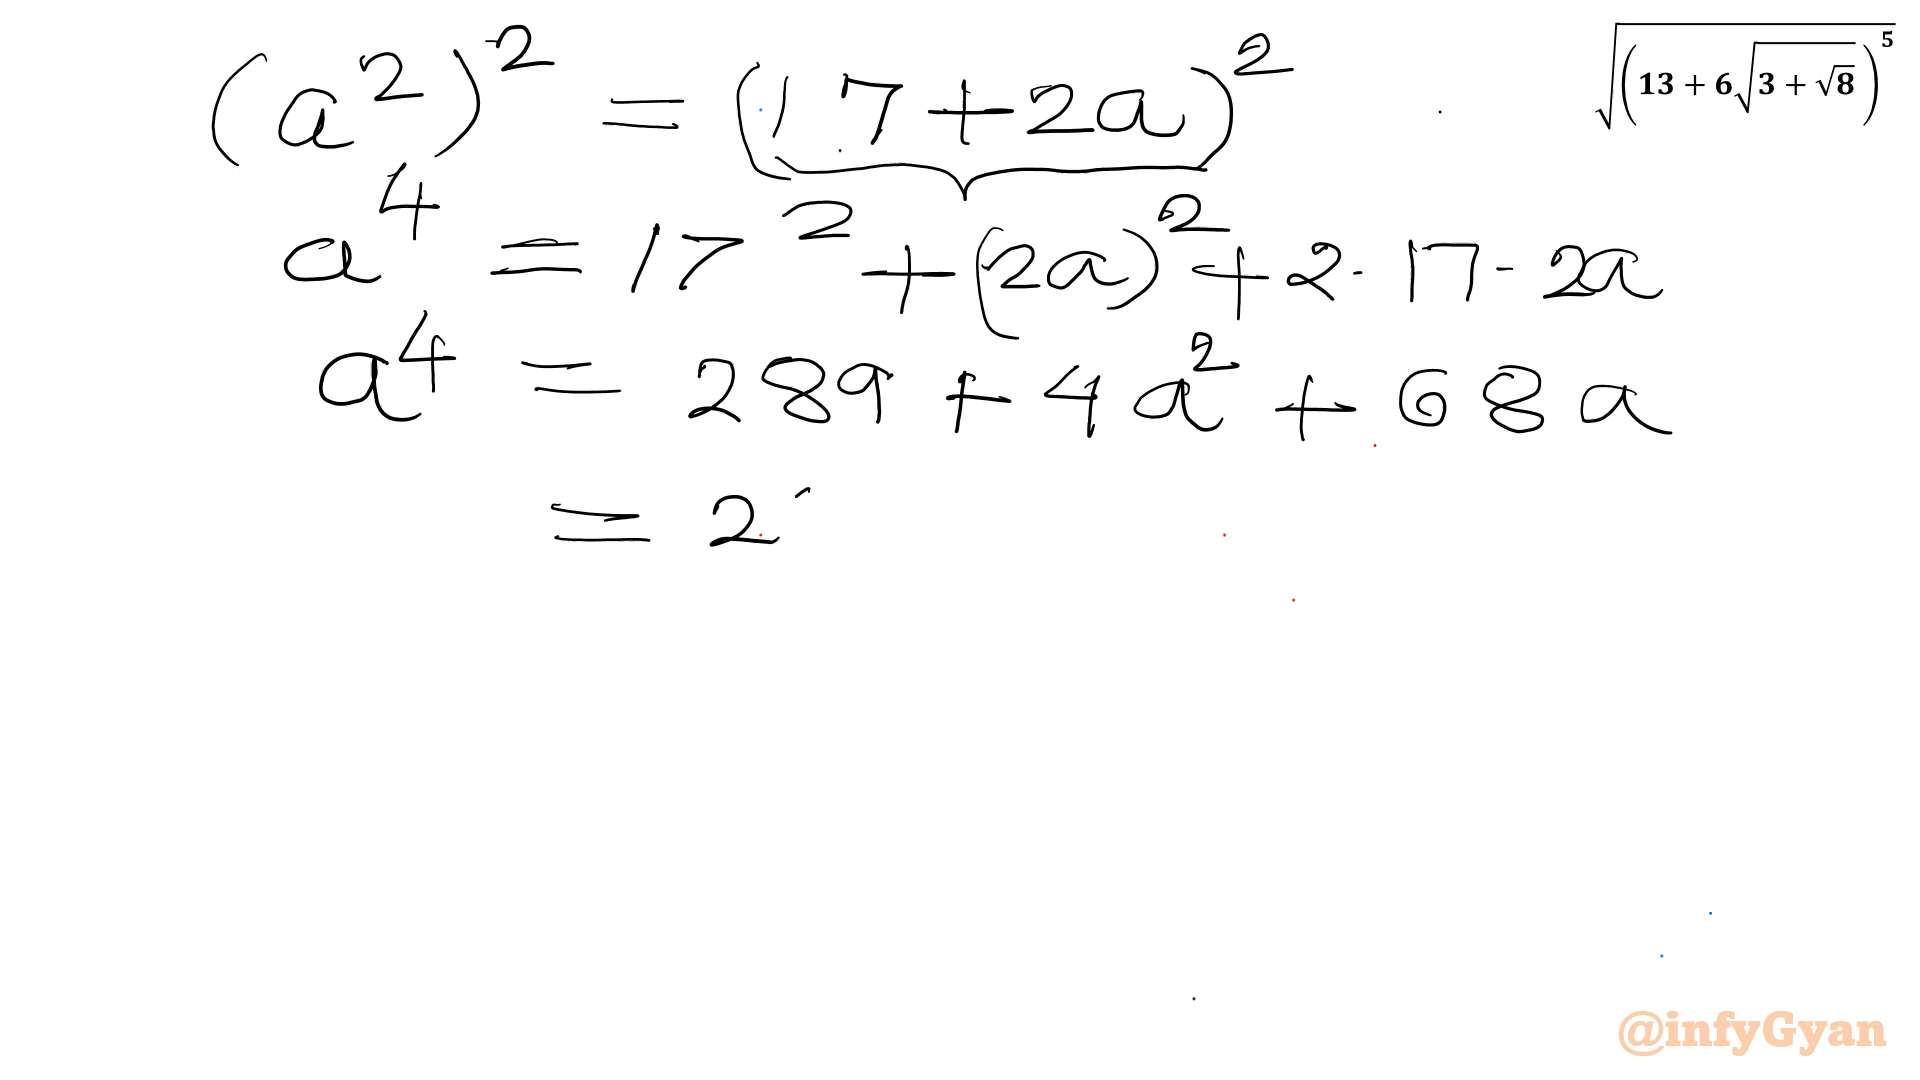 (a²)² = (17+2a)²
√((13 + 6√(3 + √8))⁵)
a⁴ = 17² + (2a)² + 2·17·2a
a⁴ = 289 + 4a² + 68a
= 2
@infyGyan